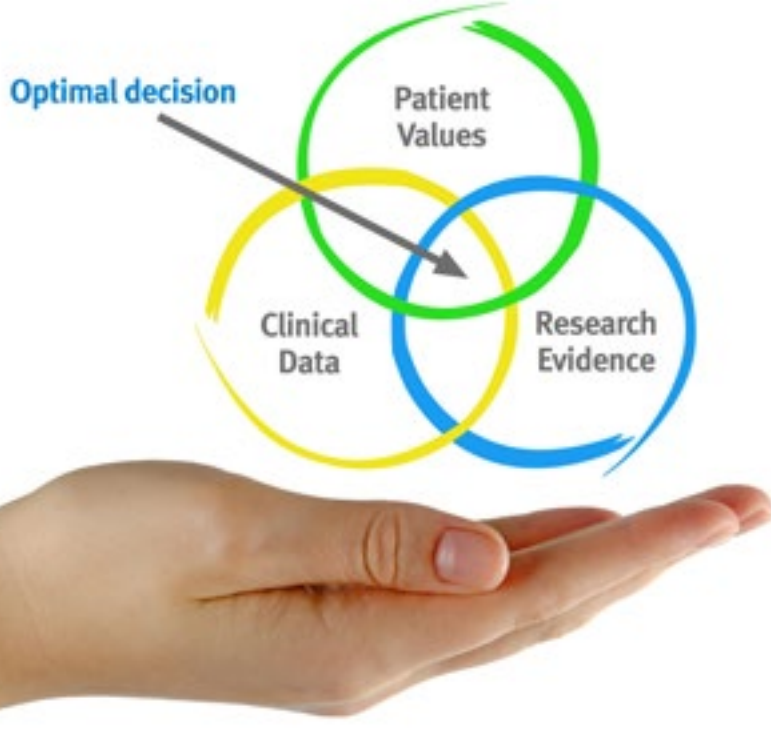 Optimal decision
Patient
Values
Clinical
Data
Research
Evidence